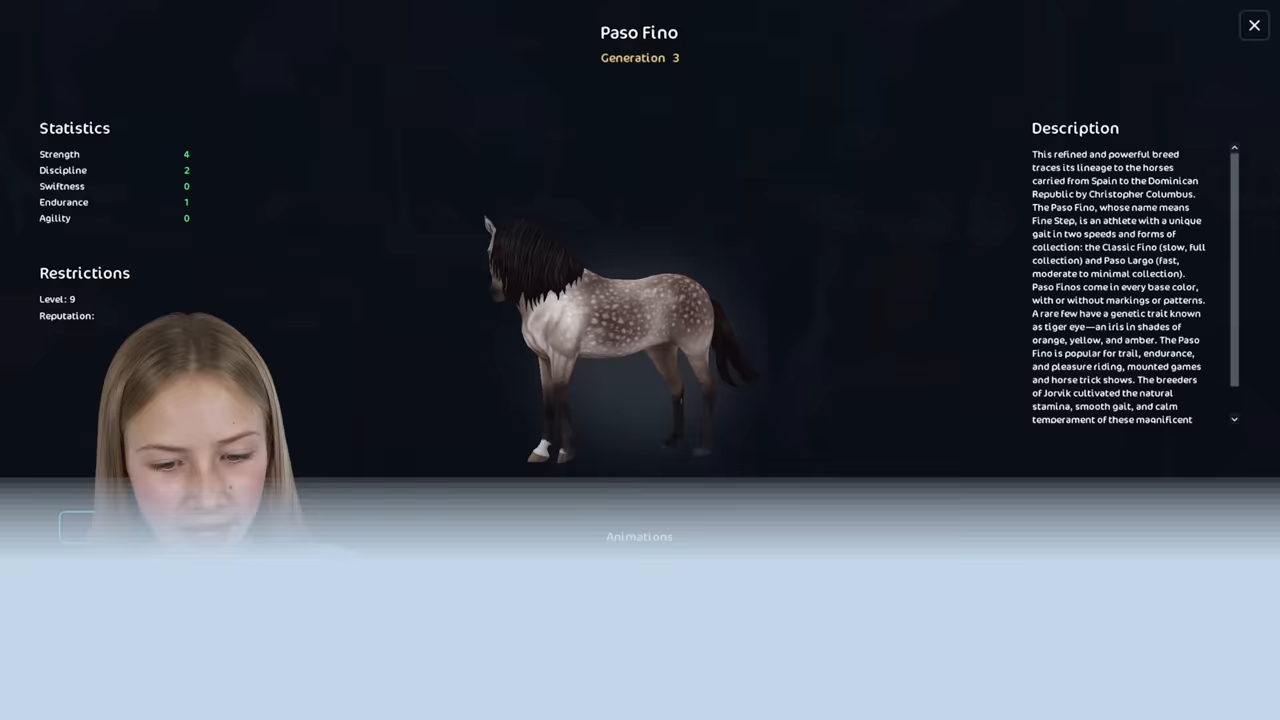 Paso Fino
Generation 3
Statistics
Strength 4
Discipline 2
Swiftness 0
Endurance 1
Agility 0
Restrictions
Level: 9
Reputation:
Description
This refined and powerful breed
traces its lineage to the horses
carried from Spain to the Dominican
Republic by Christopher Columbus.
The Paso Fino, whose name means
Fine Step, is an athlete with a unique
gait in two speeds and forms of
collection: the Classic Fino (slow, full
collection) and Paso Largo (fast,
moderate to minimal collection).
Paso Finos come in every base color,
with or without markings or patterns.
A rare few have a genetic trait known
as tiger eye—an iris in shades of
orange, yellow, and amber. The Paso
Fino is popular for trail, endurance,
and pleasure riding, mounted games
and horse trick shows. The breeders
of Jorvik cultivated the natural
stamina, smooth gait, and calm
temperament of these magnificent
Animations